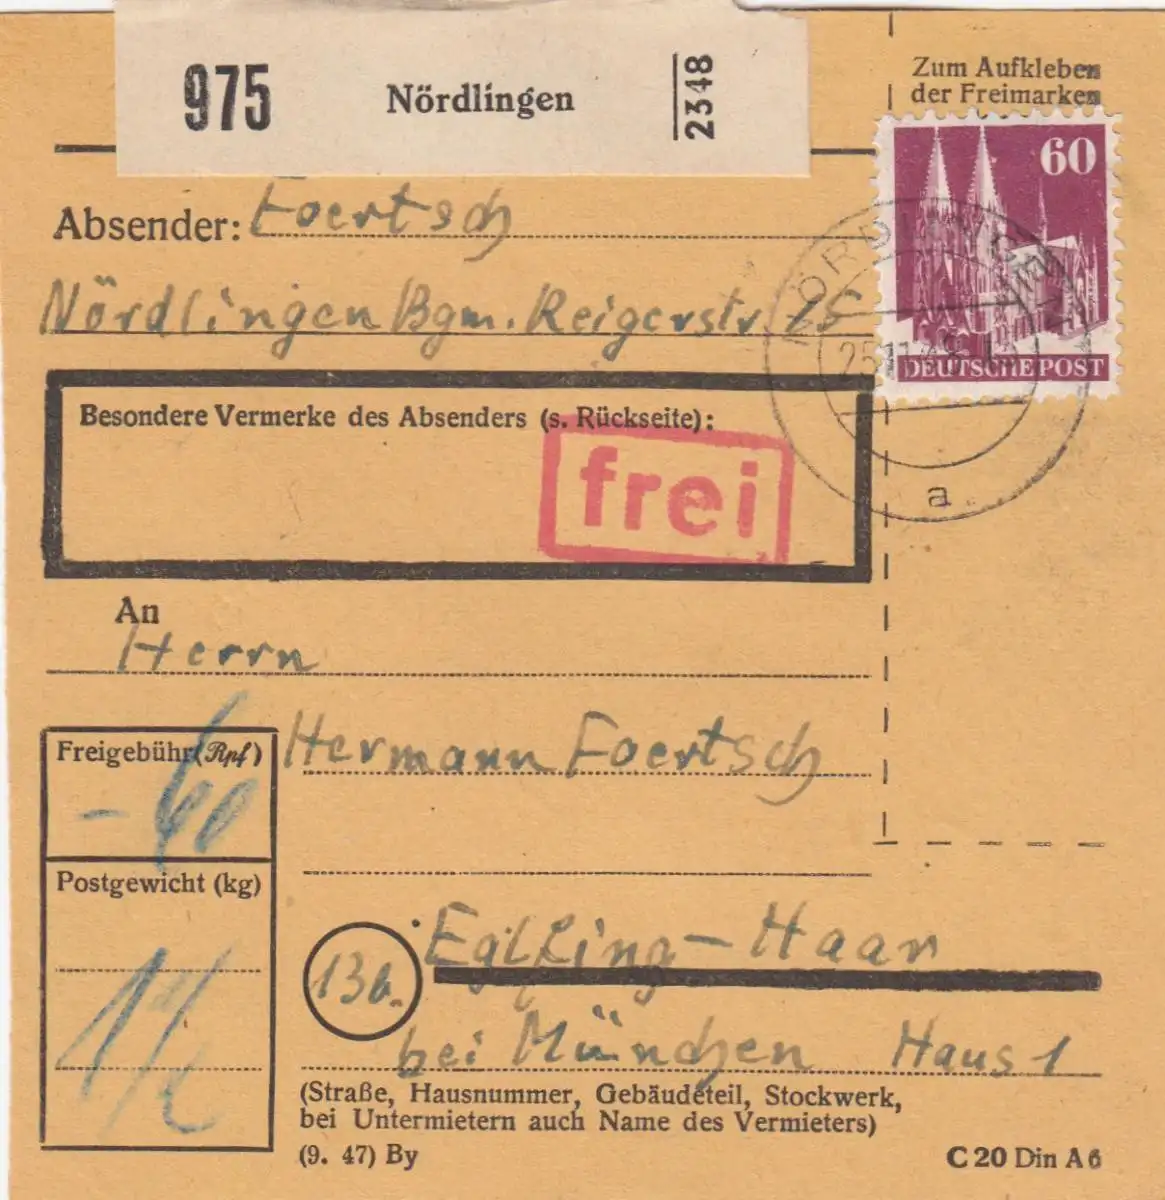 975 Nördlingen 2348
Zum Aufkleben
der Freimarken
60
DEUTSCHE POST
NÖRDLINGEN
a
Absender: Foertsch
Nördlingen Bgm. Reigerstr 25
Besondere Vermerke des Absenders (s. Rückseite):
frei
An
Herrn
Hermann Foertsch
Freigebühr (Rpf)
- 60
Postgewicht (kg)
13b. Eglfing-Haar
bei München Haus 1
(Straße, Hausnummer, Gebäudeteil, Stockwerk,
bei Untermietern auch Name des Vermieters)
(9. 47) By
C 20 Din A 6